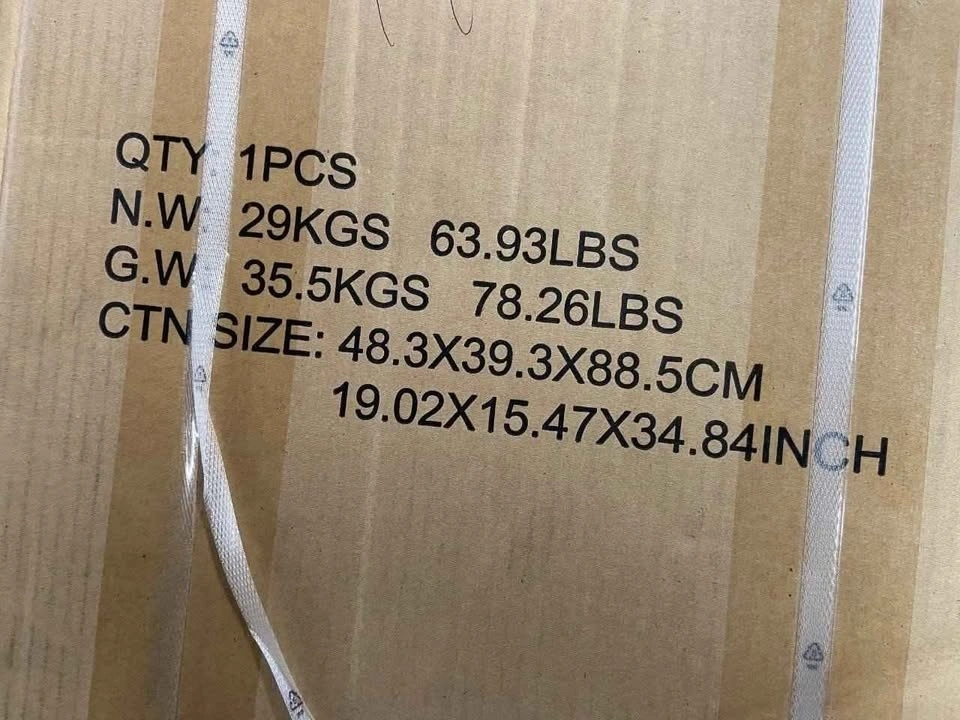 QTY 1PCS
N.W 29KGS 63.93LBS
G.W 35.5KGS 78.26LBS
CTN SIZE: 48.3X39.3X88.5CM
19.02X15.47X34.84INCH